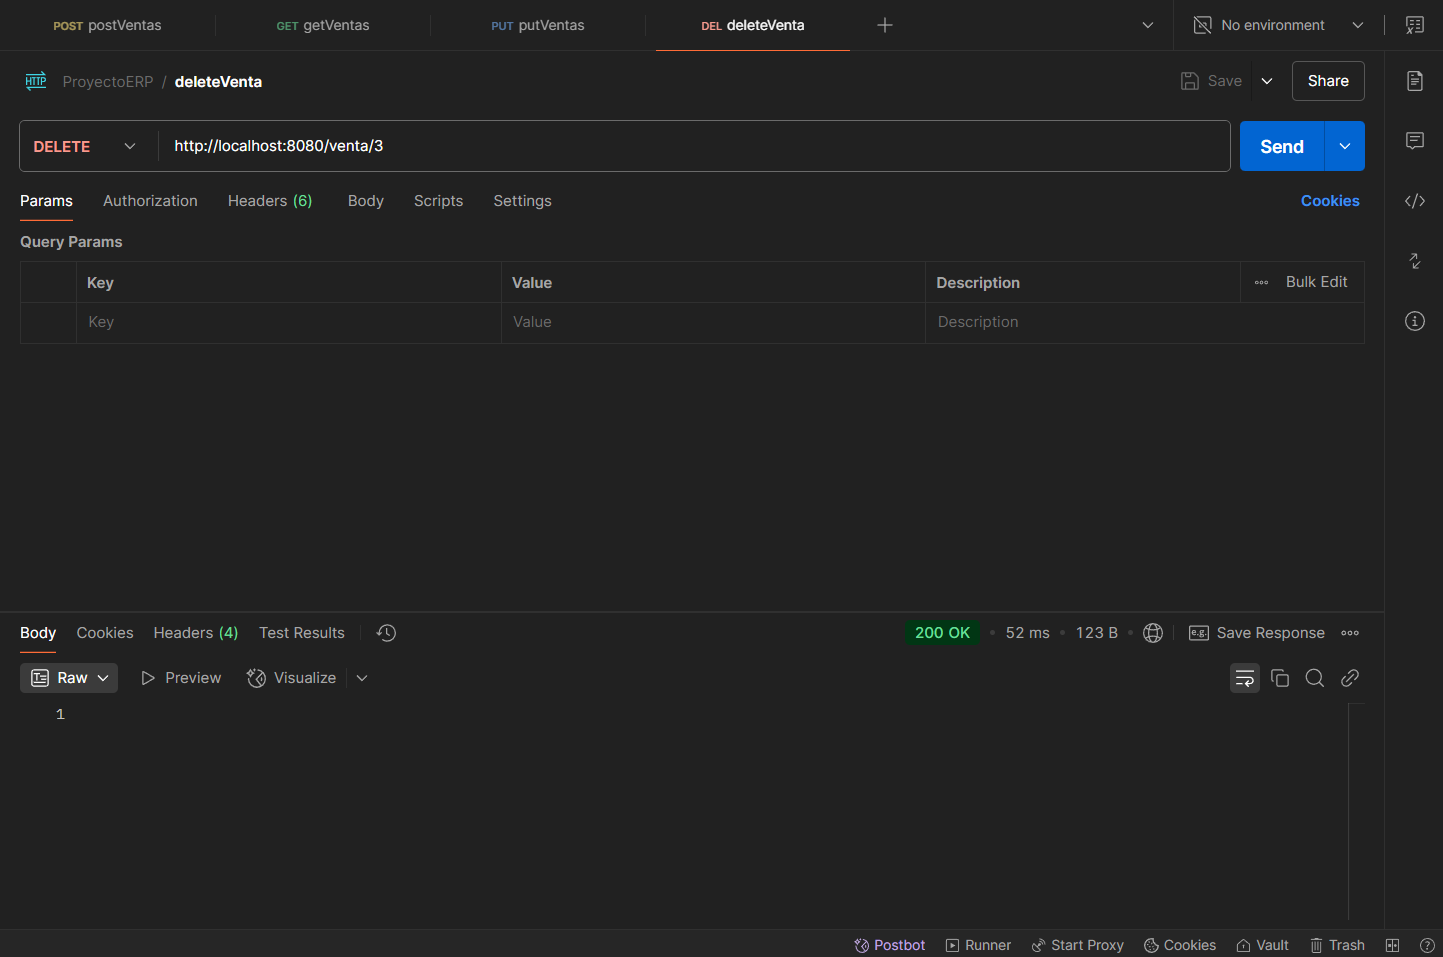 POST postVentas GET getVentas PUT putVentas DEL deleteVenta No environment
HTTP ProyectoERP / deleteVenta Save Share
DELETE http://localhost:8080/venta/3 Send
Params Authorization Headers (6) Body Scripts Settings Cookies
Query Params
Key Value Description Bulk Edit
Key Value Description
Body Cookies Headers (4) Test Results 200 OK • 52 ms • 123 B • e.g. Save Response
Raw Preview Visualize
1
Postbot Runner Start Proxy Cookies Vault Trash